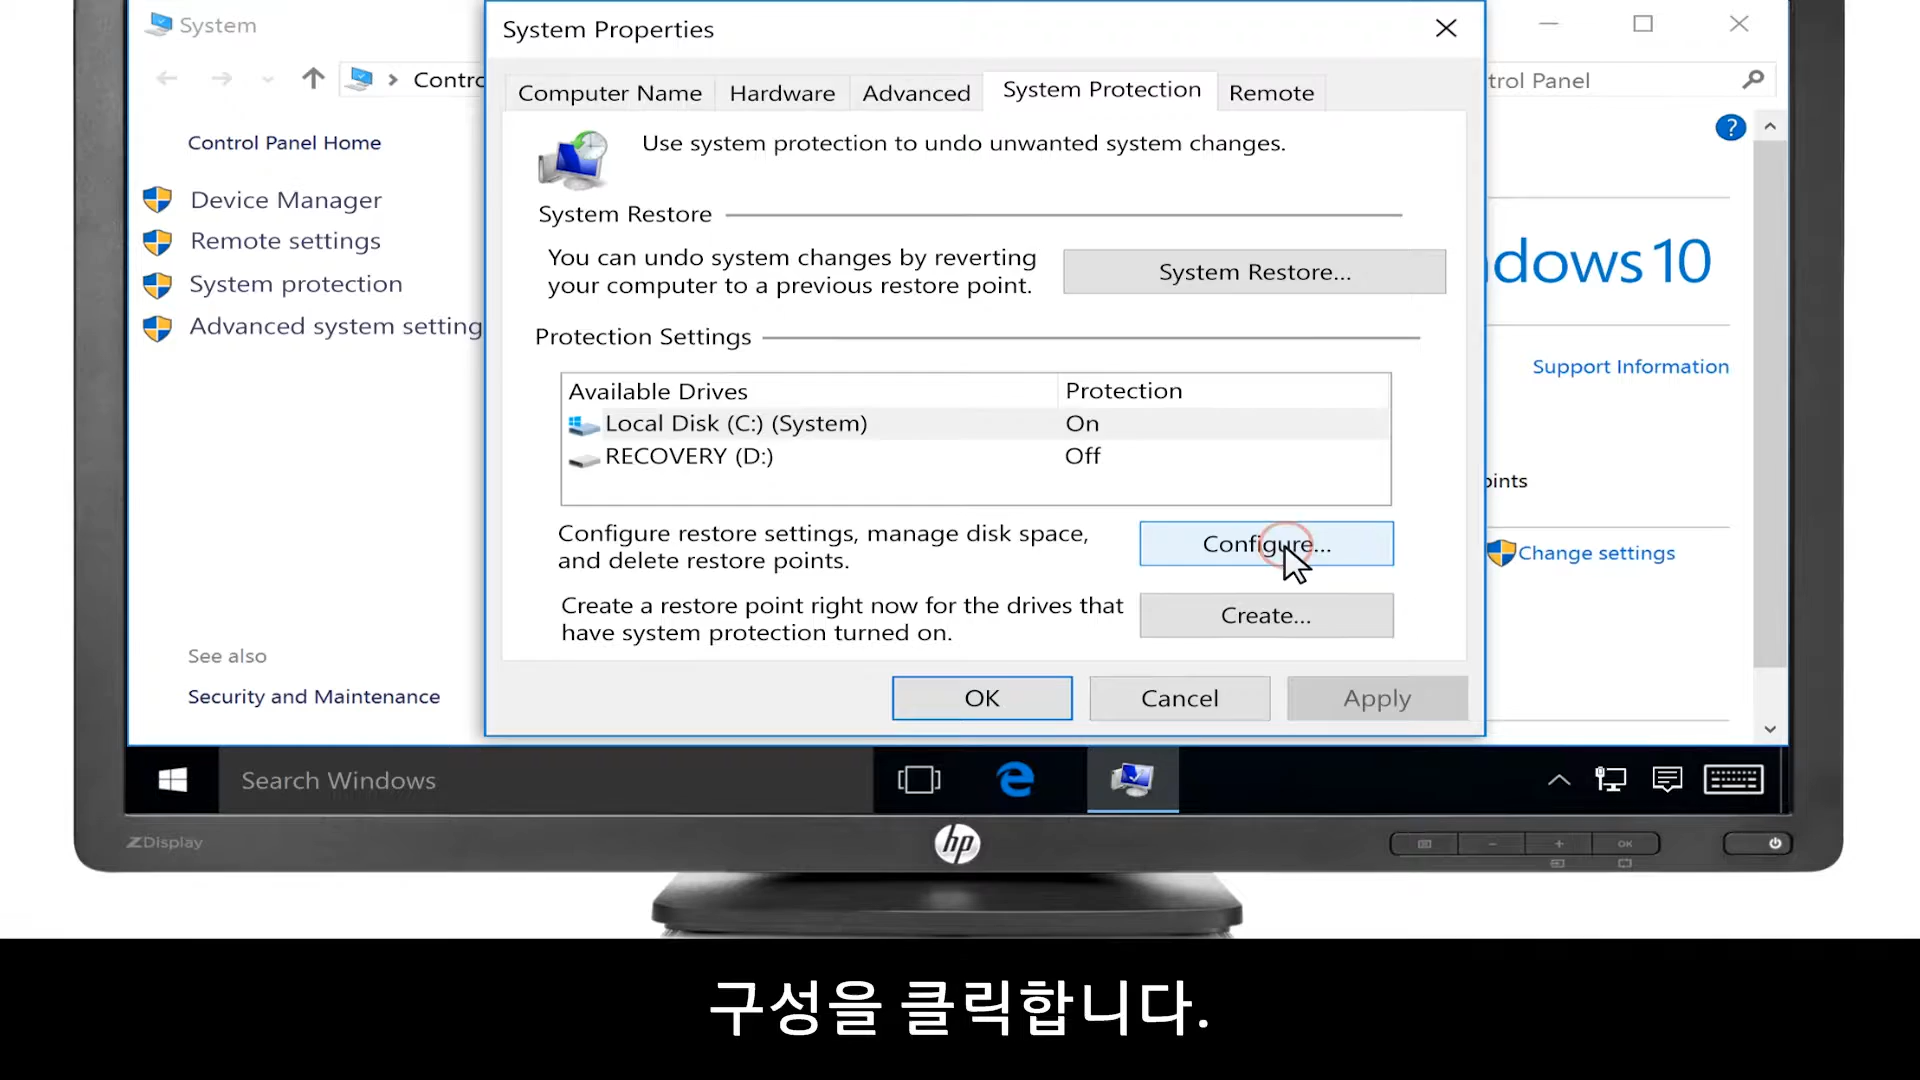 System
System Properties
Contro
trol Panel
Computer Name
Hardware
Advanced
System Protection
Remote
Control Panel Home
Device Manager
Remote settings
System protection
Advanced system setting
See also
Security and Maintenance
Use system protection to undo unwanted system changes.
System Restore
You can undo system changes by reverting
your computer to a previous restore point.
System Restore...
Protection Settings
Available Drives
Protection
Local Disk (C:) (System)
On
RECOVERY (D:)
Off
Configure restore settings, manage disk space,
and delete restore points.
Configure...
Create a restore point right now for the drives that
have system protection turned on.
Create...
OK
Cancel
Apply
?
dows 10
Support Information
oints
Change settings
Search Windows
ZDisplay
hp
OK
구성을 클릭합니다.